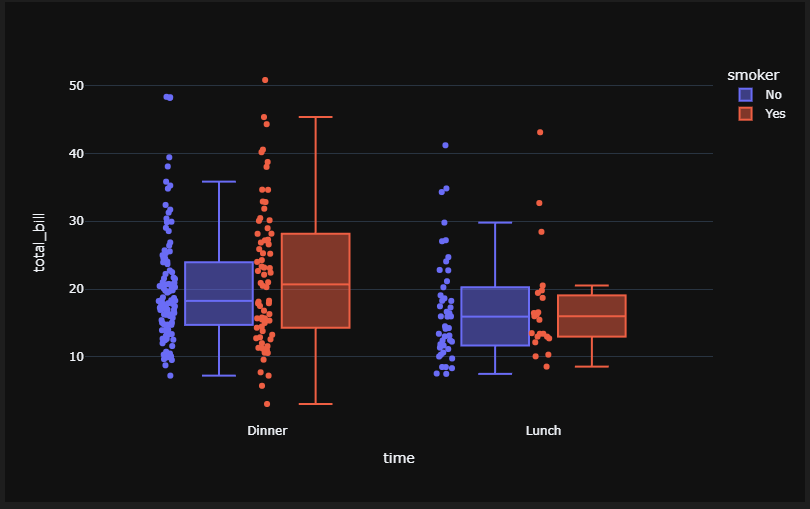 smoker
No
Yes
50
40
30
20
10
total_bill
Dinner
Lunch
time